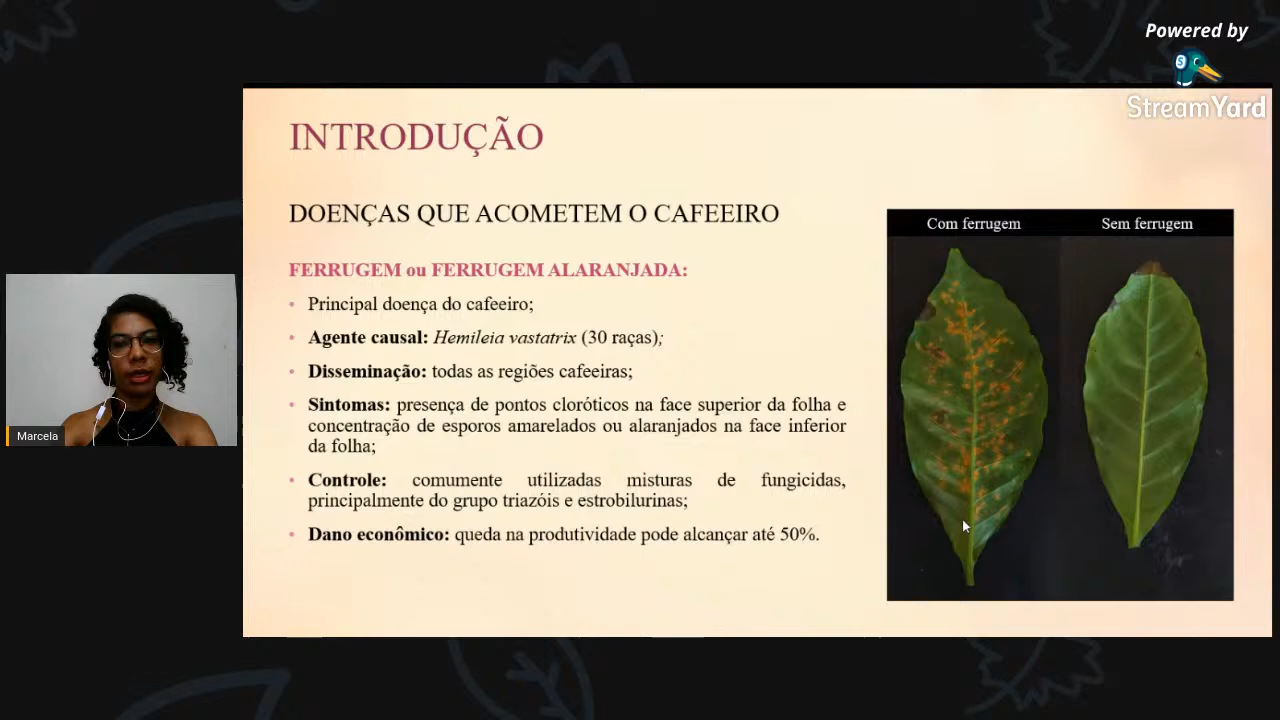 Powered by
StreamYard
INTRODUÇÃO
DOENÇAS QUE ACOMETEM O CAFEEIRO
FERRUGEM ou FERRUGEM ALARANJADA:
• Principal doença do cafeeiro;
• Agente causal: Hemileia vastatrix (30 raças);
• Disseminação: todas as regiões cafeeiras;
• Sintomas: presença de pontos cloróticos na face superior da folha e
concentração de esporos amarelados ou alaranjados na face inferior
da folha;
• Controle: comumente utilizadas misturas de fungicidas,
principalmente do grupo triazóis e estrobilurinas;
• Dano econômico: queda na produtividade pode alcançar até 50%.
Com ferrugem
Sem ferrugem
Marcela